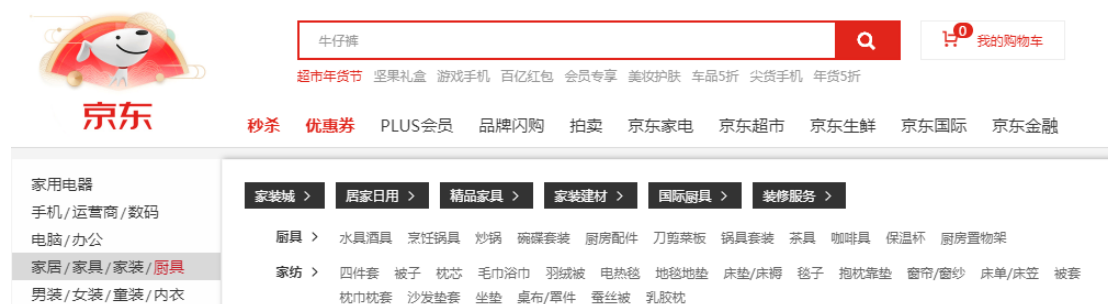 牛仔裤
0 我的购物车
超市年货节 坚果礼盒 游戏手机 百亿红包 会员专享 美妆护肤 车品5折 尖货手机 年货5折
京东
秒杀 优惠券 PLUS会员 品牌闪购 拍卖 京东家电 京东超市 京东生鲜 京东国际 京东金融
家用电器
手机/运营商/数码
电脑/办公
家居/家具/家装/厨具
男装/女装/童装/内衣
家装城 > 居家日用 > 精品家具 > 家装建材 > 国际厨具 > 装修服务 >
厨具 > 水具酒具 烹饪锅具 炒锅 碗碟套装 厨房配件 刀剪菜板 锅具套装 茶具 咖啡具 保温杯 厨房置物架
家纺 > 四件套 被子 枕芯 毛巾浴巾 羽绒被 电热毯 地毯地垫 床垫/床褥 毯子 抱枕靠垫 窗帘/窗纱 床单/床笠 被套
枕巾枕套 沙发垫套 坐垫 桌布/罩件 蚕丝被 乳胶枕